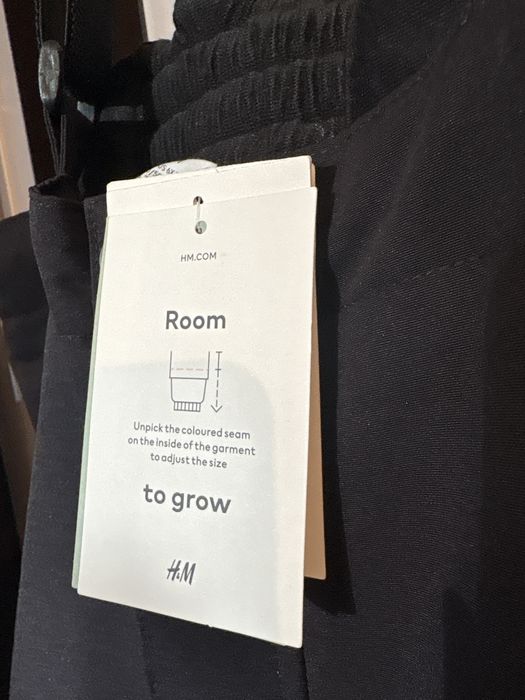 HM.COM
Room
Unpick the coloured seam
on the inside of the garment
to adjust the size
to grow
H&M